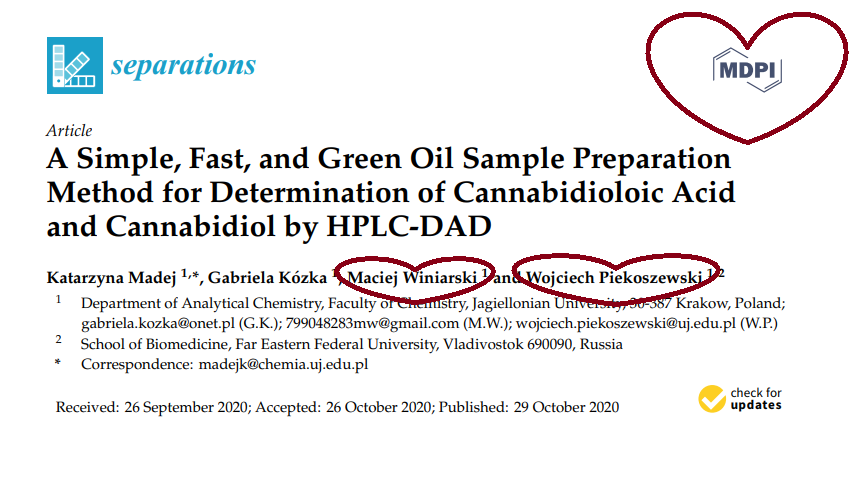 separations
MDPI
Article
A Simple, Fast, and Green Oil Sample Preparation
Method for Determination of Cannabidioloic Acid
and Cannabidiol by HPLC-DAD
Katarzyna Madej 1,*, Gabriela Kózka 1, Maciej Winiarski 1 and Wojciech Piekoszewski 1,2
1 Department of Analytical Chemistry, Faculty of Chemistry, Jagiellonian University, 30-387 Krakow, Poland;
gabriela.kozka@onet.pl (G.K.); 799048283mw@gmail.com (M.W.); wojciech.piekoszewski@uj.edu.pl (W.P.)
2 School of Biomedicine, Far Eastern Federal University, Vladivostok 690090, Russia
* Correspondence: madejk@chemia.uj.edu.pl
check for
updates
Received: 26 September 2020; Accepted: 26 October 2020; Published: 29 October 2020